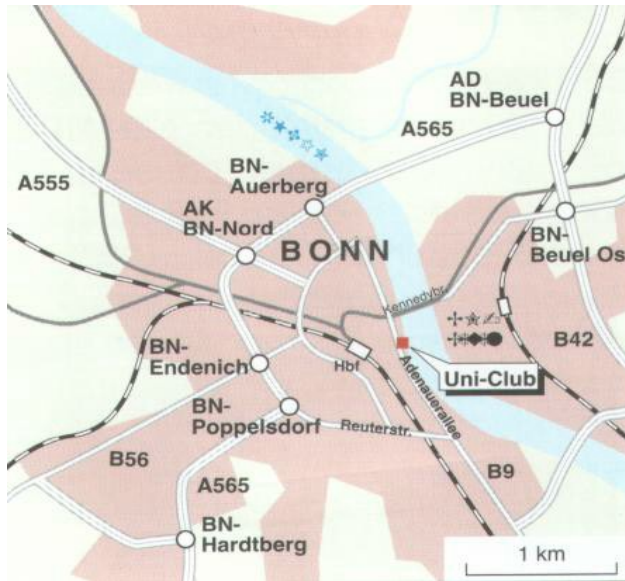 AD
BN-Beuel
A565
BN-
Auerberg
A555
AK
BN-Nord
BONN
BN-
Beuel Os
Kennedybr.
B42
BN-
Endenich
Hbf
Adenauerallee
Uni-Club
BN-
Poppelsdorf
Reuterstr.
B56
A565
B9
BN-
Hardtberg
1 km